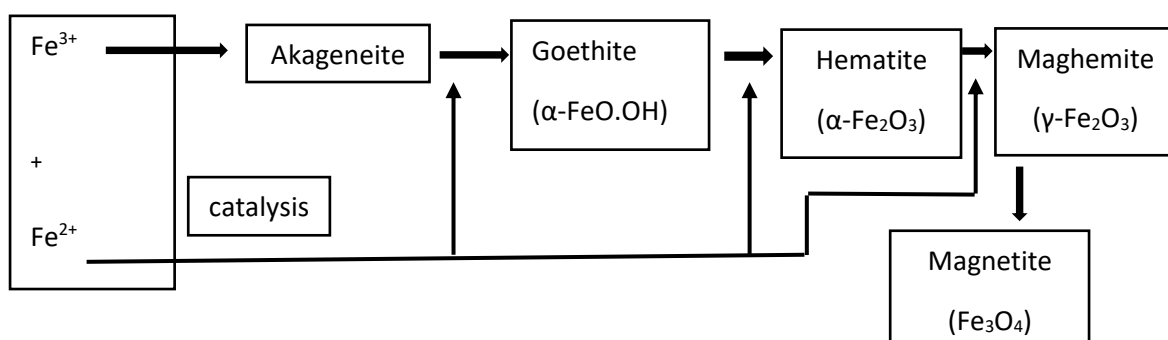 Fe³⁺
+
Fe²⁺
catalysis
Akageneite
Goethite
(α-FeO.OH)
Hematite
(α-Fe₂O₃)
Maghemite
(γ-Fe₂O₃)
Magnetite
(Fe₃O₄)